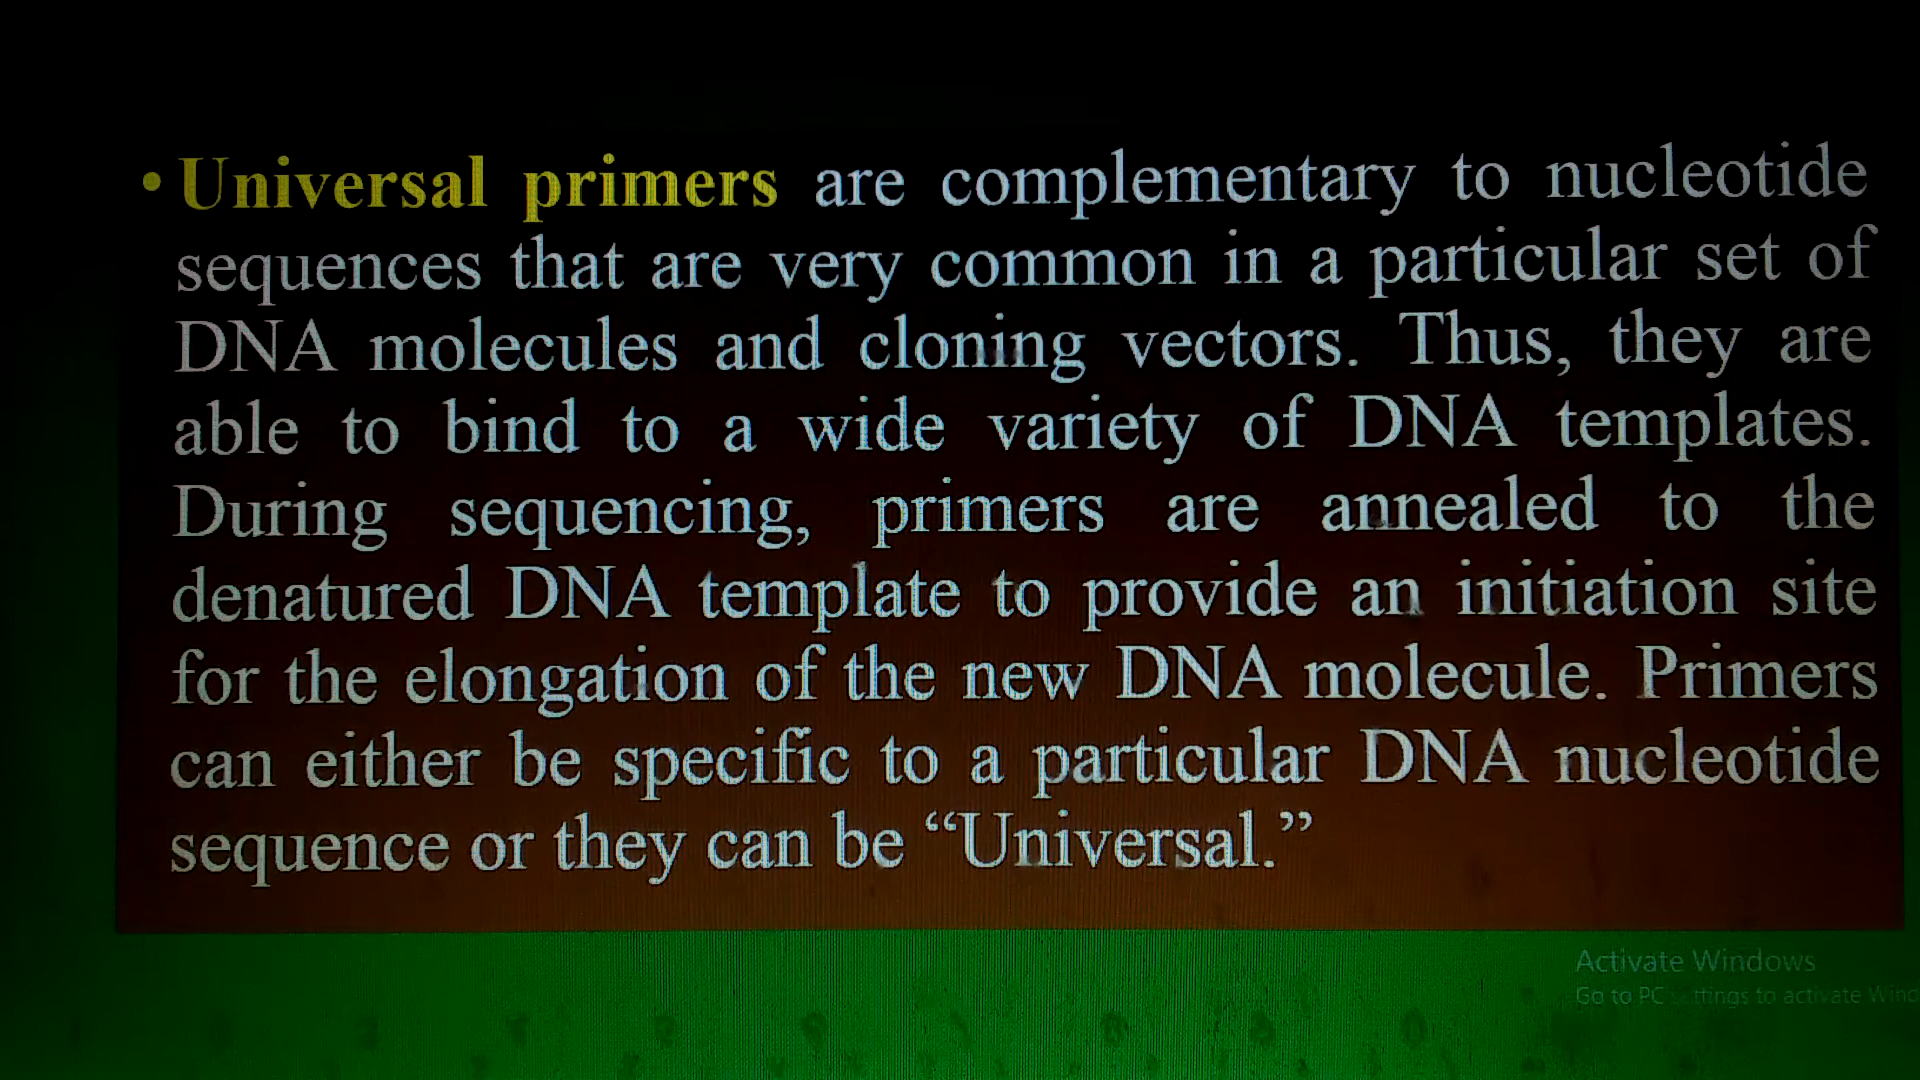 • Universal primers are complementary to nucleotide
sequences that are very common in a particular set of
DNA molecules and cloning vectors. Thus, they are
able to bind to a wide variety of DNA templates.
During sequencing, primers are annealed to the
denatured DNA template to provide an initiation site
for the elongation of the new DNA molecule. Primers
can either be specific to a particular DNA nucleotide
sequence or they can be “Universal.”
Activate Windows
Go to PC settings to activate Wind